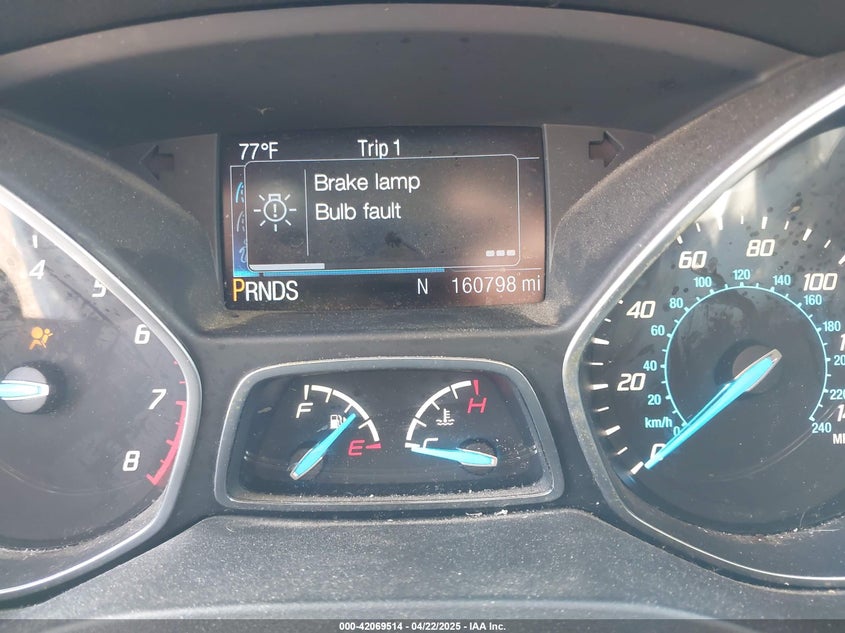 77°F Trip 1
Brake lamp
Bulb fault
PRNDS N 160798 mi
4
5
6
7
8
F
E
C
H
0
20
40
60
80
100
km/h
0
20
40
60
80
100
120
140
160
180
240
000-42069514 - 04/22/2025 - IAA Inc.